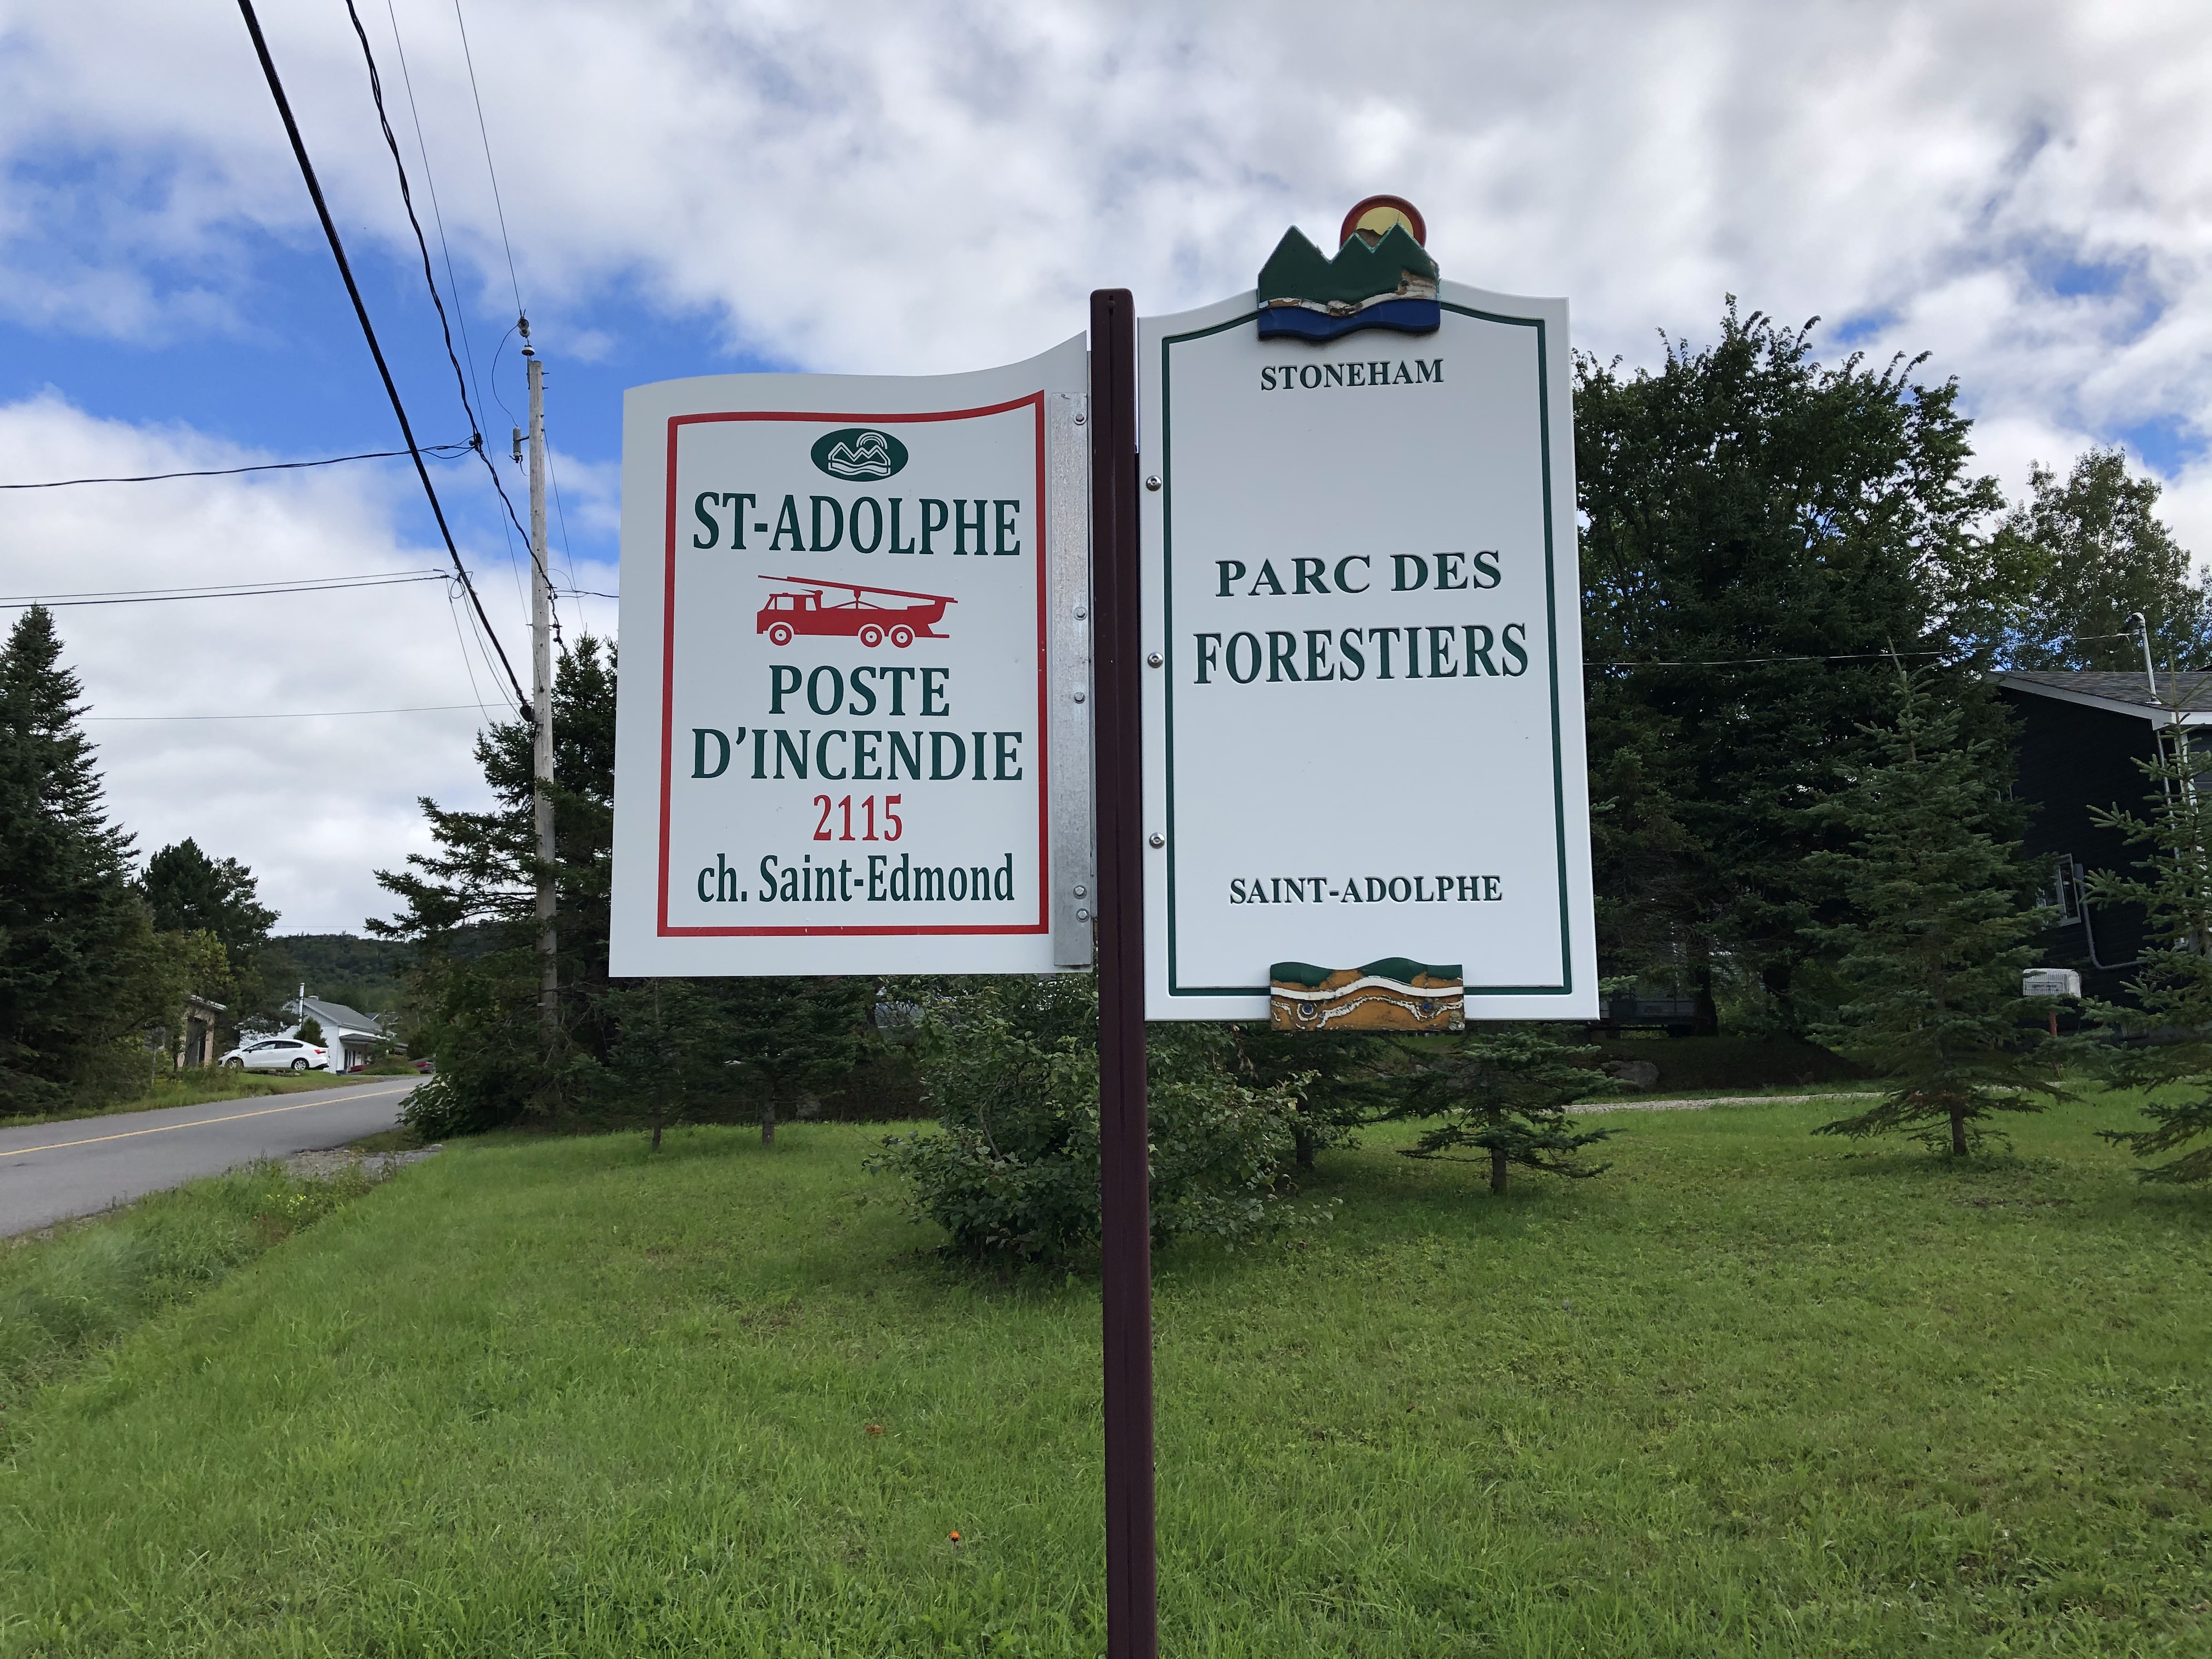 ST-ADOLPHE
POSTE
D'INCENDIE
2115
ch. Saint-Edmond
STONEHAM
PARC DES
FORESTIERS
SAINT-ADOLPHE